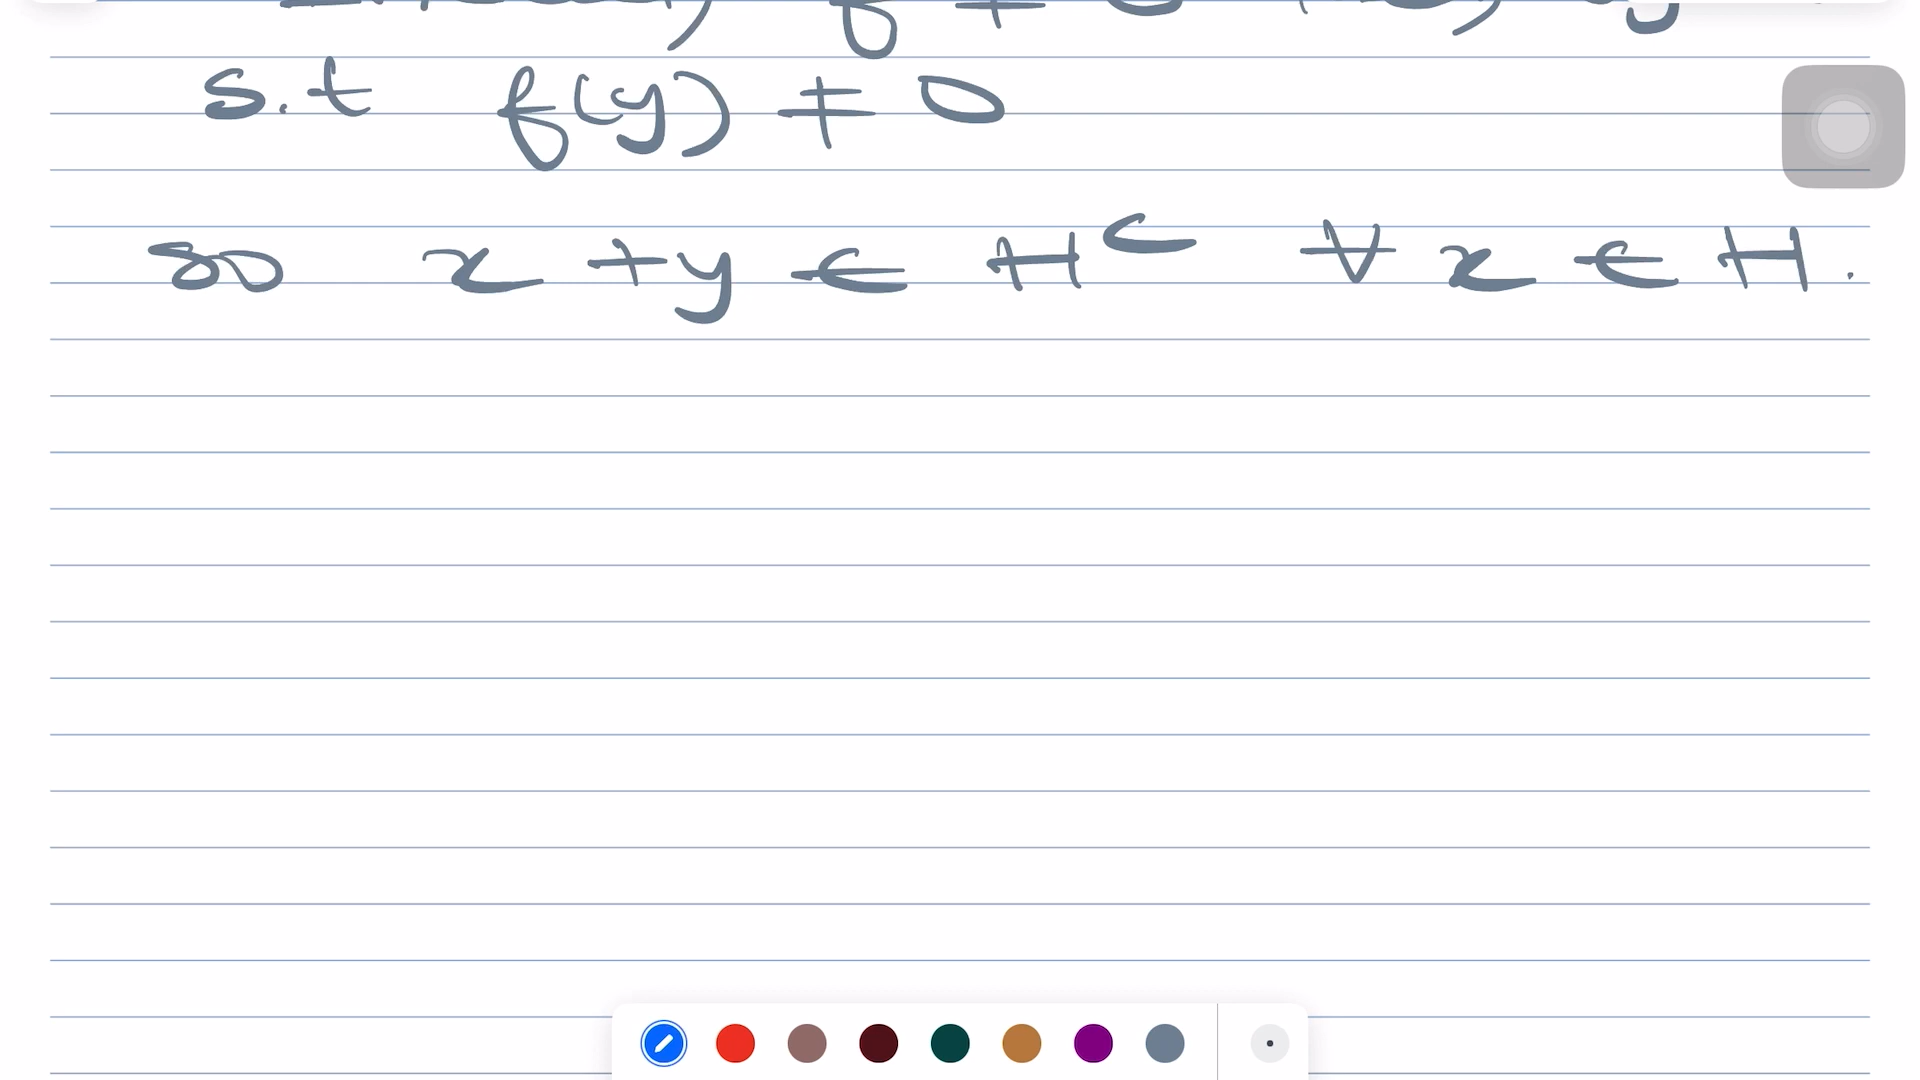 s.t f(y) ≠ 0
so x + y ∈ H^c ∀ x ∈ H.